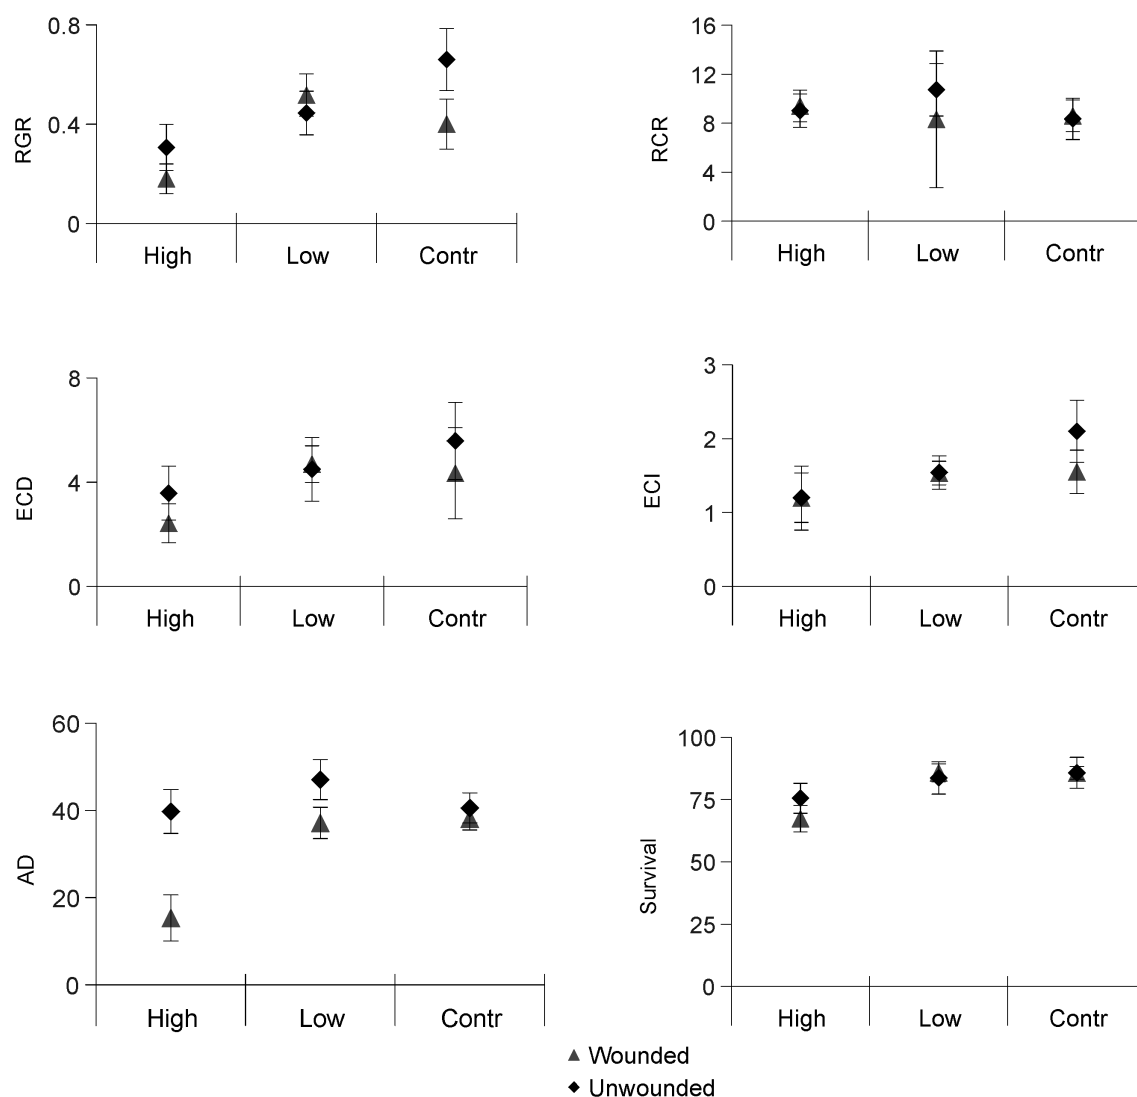 0.8
0.4
0
RGR
High Low Contr
16
12
8
4
0
RCR
High Low Contr
8
4
0
ECD
High Low Contr
3
2
1
0
ECI
High Low Contr
60
40
20
0
AD
High Low Contr
100
75
50
25
0
Survival
High Low Contr
Wounded
Unwounded